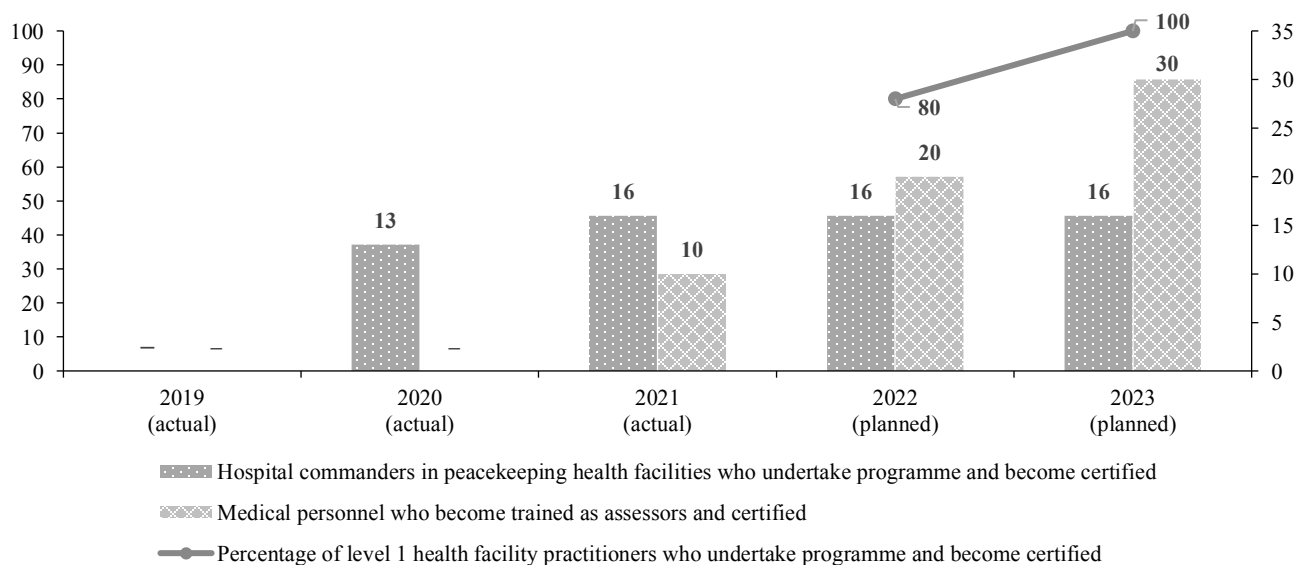 100
90
80
70
60
50
40
30
20
10
0
35
30
25
20
15
10
5
0
– –
13 –
16 10
16 20 80
16 30 100
2019 (actual)
2020 (actual)
2021 (actual)
2022 (planned)
2023 (planned)
Hospital commanders in peacekeeping health facilities who undertake programme and become certified
Medical personnel who become trained as assessors and certified
Percentage of level 1 health facility practitioners who undertake programme and become certified